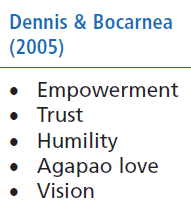 Dennis & Bocarnea
(2005)
• Empowerment
• Trust
• Humility
• Agapao love
• Vision